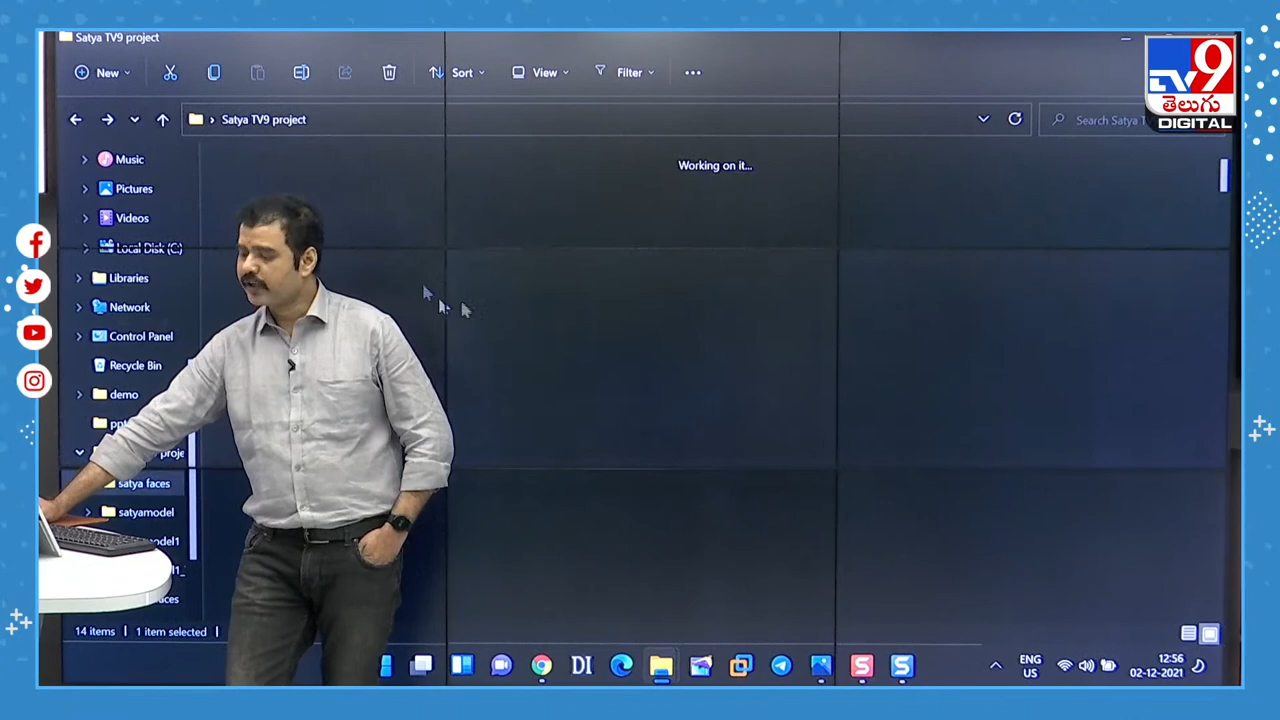 Satya TV9 project
New
Sort
View
Filter
Satya TV9 project
Search Satya T
TV9
తెలుగు
DIGITAL
Working on it...
Music
Pictures
Videos
Local Disk (C:)
Libraries
Network
Control Panel
Recycle Bin
demo
satya faces
satyamodel
14 items
1 item selected
DI
ENG
US
12:56
02-12-2021